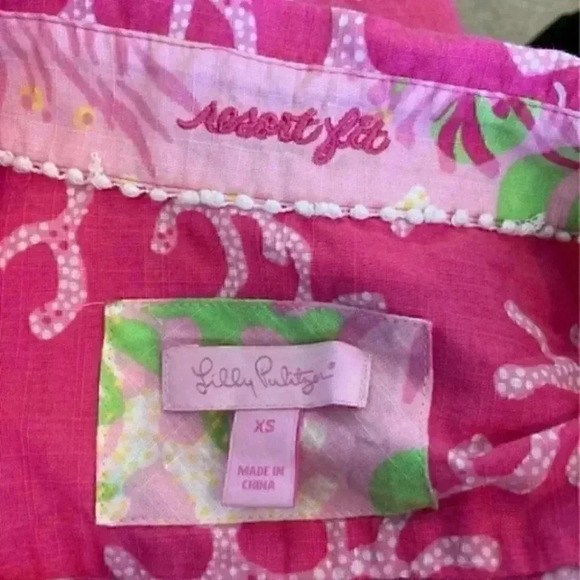 resort fit
Lilly Pulitzer
XS
MADE IN
CHINA